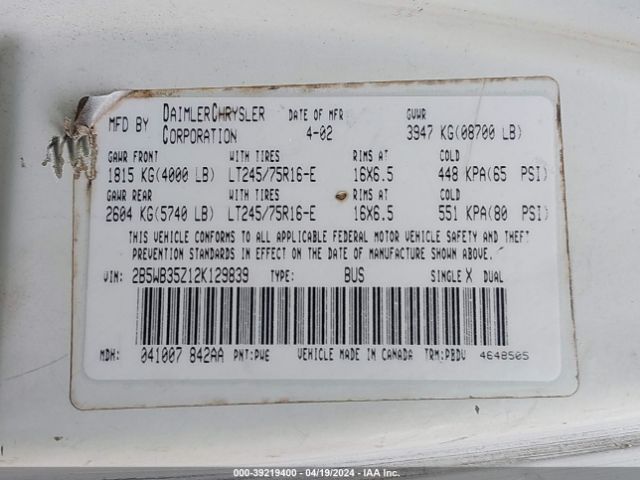 MFD BY DAIMLERCHRYSLER CORPORATION DATE OF MFR 4-02 GVWR 3947 KG(08700 LB)
GAWR FRONT WITH TIRES RIMS AT COLD
1815 KG(4000 LB) LT245/75R16-E 16X6.5 448 KPA(65 PSI)
GAWR REAR WITH TIRES RIMS AT COLD
2604 KG(5740 LB) LT245/75R16-E 16X6.5 551 KPA(80 PSI)
THIS VEHICLE CONFORMS TO ALL APPLICABLE FEDERAL MOTOR VEHICLE SAFETY AND THEFT
PREVENTION STANDARDS IN EFFECT ON THE DATE OF MANUFACTURE SHOWN ABOVE.
VIN: 2B5WB35Z12K129839 TYPE: BUS SINGLE X DUAL
MDH: 041007 842AA PNT:PWE VEHICLE MADE IN CANADA TRM:PBDV 4648505
000-39219400 - 04/19/2024 - IAA Inc.